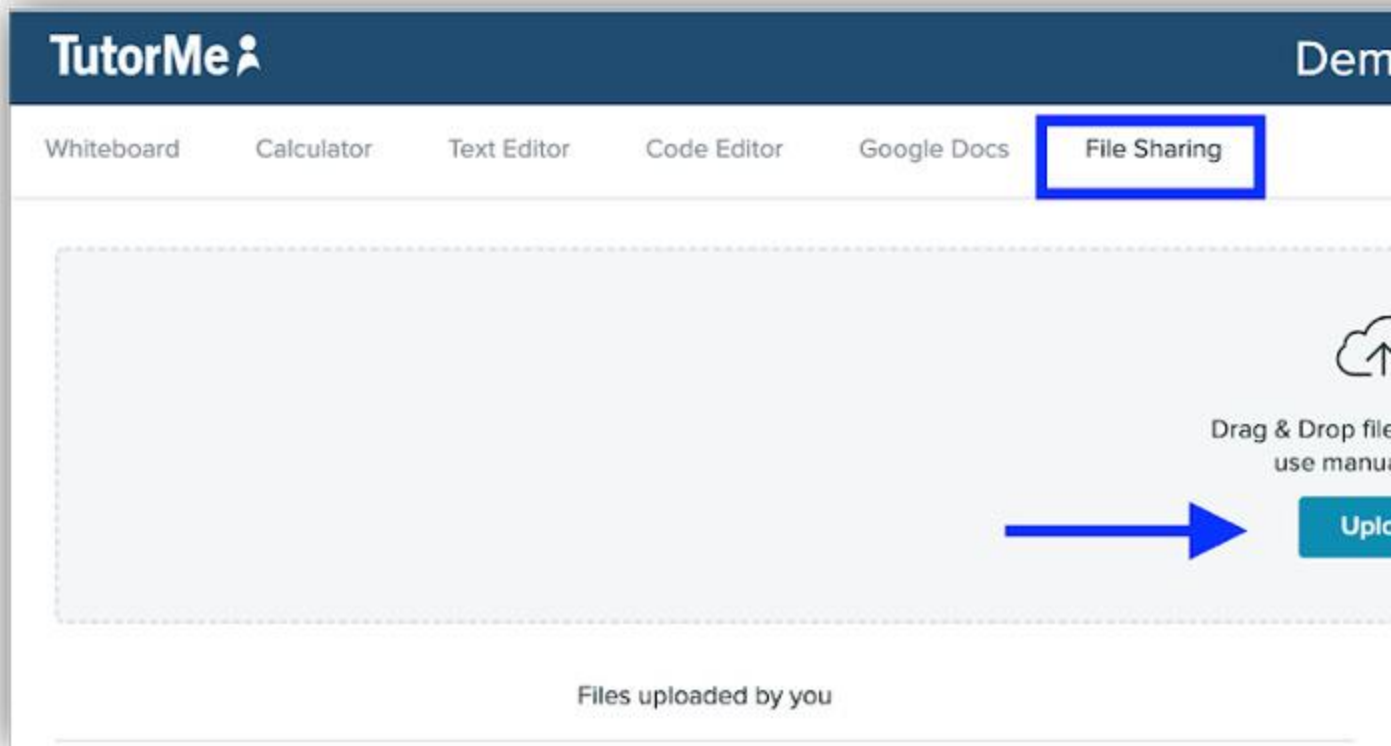 TutorMe
Dem
Whiteboard Calculator Text Editor Code Editor Google Docs File Sharing
Drag & Drop file
use manua
Uplo
Files uploaded by you